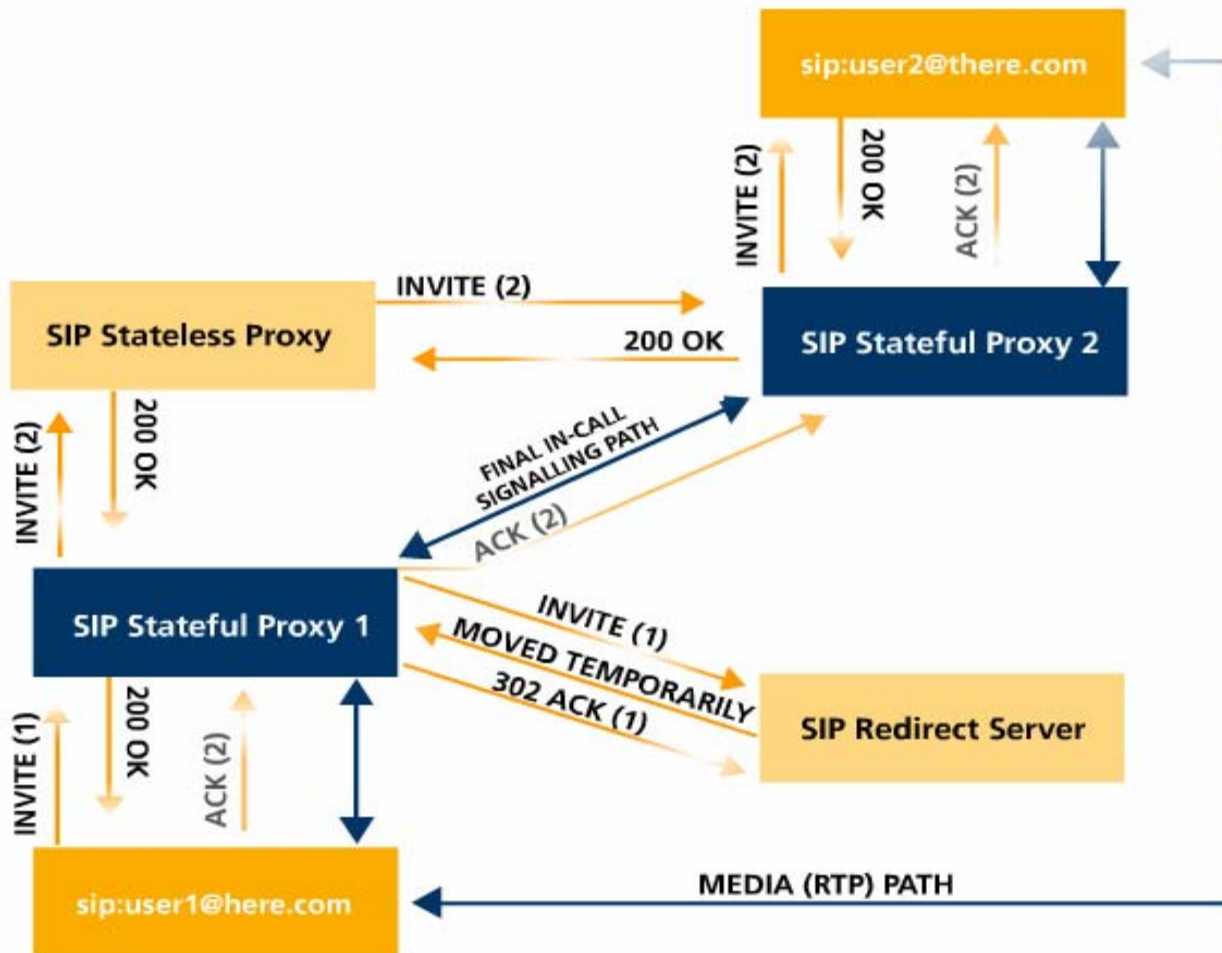 sip:user2@there.com
INVITE (2)
200 OK
ACK (2)
INVITE (2)
SIP Stateless Proxy
200 OK
SIP Stateful Proxy 2
INVITE (2)
200 OK
FINAL IN-CALL
SIGNALLING PATH
ACK (2)
SIP Stateful Proxy 1
INVITE (1)
MOVED TEMPORARILY
302 ACK (1)
SIP Redirect Server
INVITE (1)
200 OK
ACK (2)
MEDIA (RTP) PATH
sip:user1@here.com